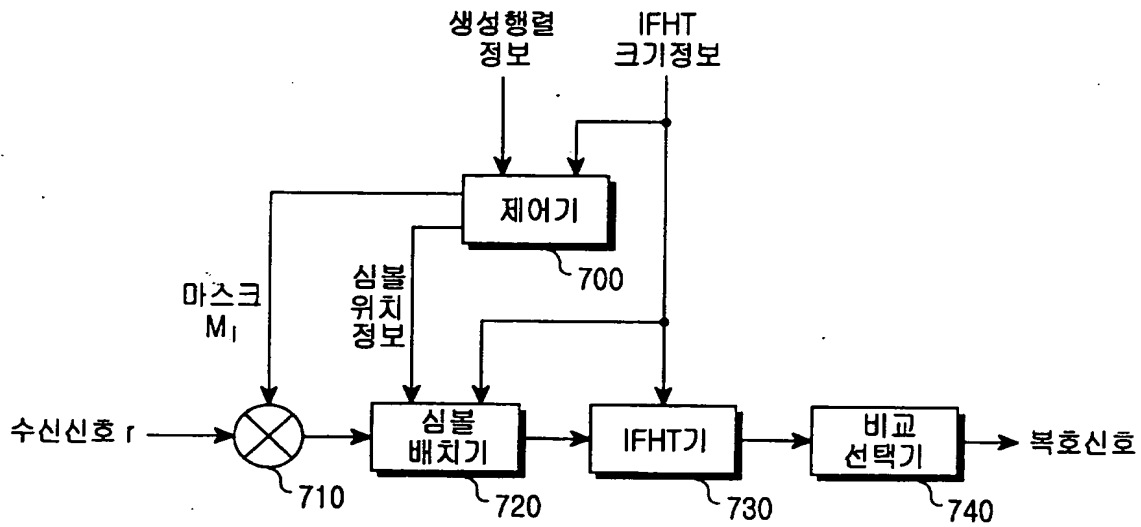 생성행렬
정보
IFHT
크기정보
제어기
700
심볼
위치
정보
마스크
M_l
수신신호 r
710
심볼
배치기
720
IFHT기
730
비교
선택기
740
복호신호